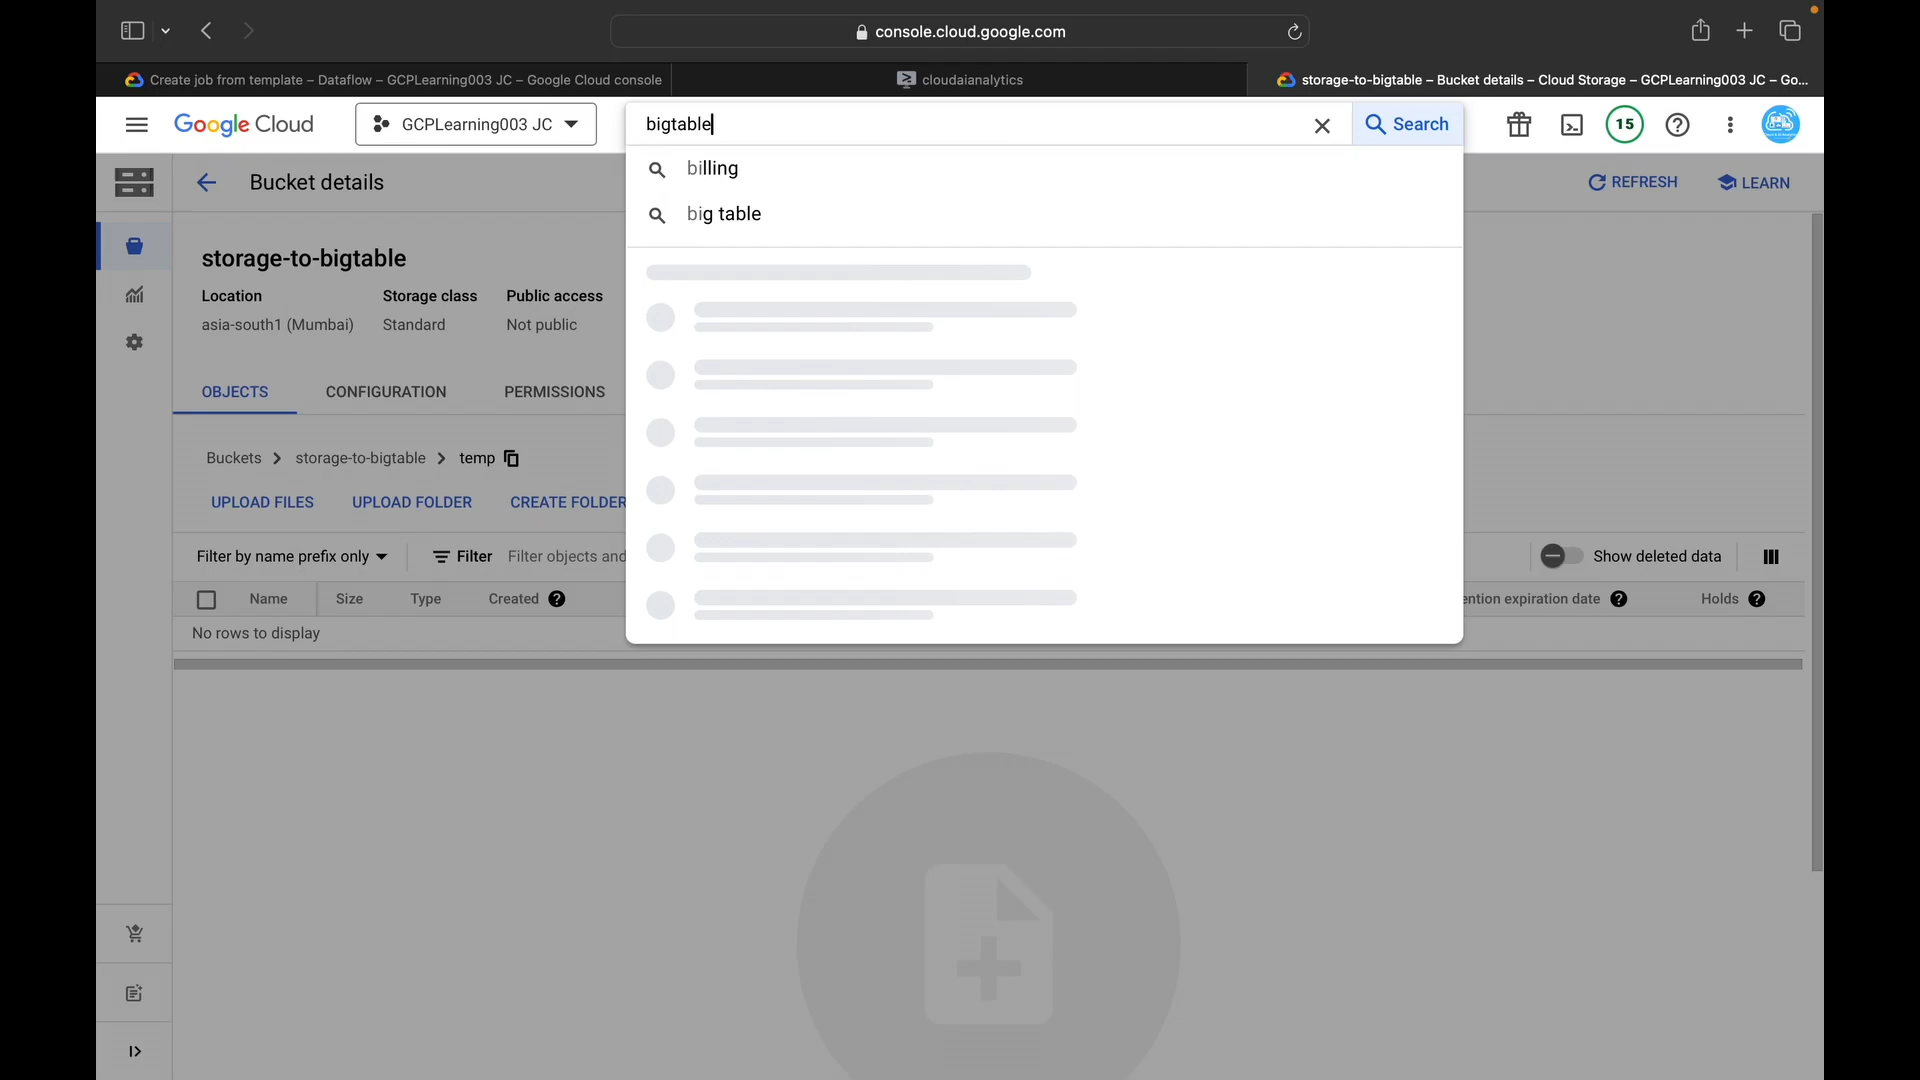 console.cloud.google.com
Create job from template – Dataflow – GCPLearning003 JC – Google Cloud console
cloudaianalytics
storage-to-bigtable – Bucket details – Cloud Storage – GCPLearning003 JC – Go...
Google Cloud
GCPLearning003 JC
bigtable
Search
15
billing
big table
Bucket details
REFRESH
LEARN
storage-to-bigtable
Location
Storage class
Public access
asia-south1 (Mumbai)
Standard
Not public
OBJECTS
CONFIGURATION
PERMISSIONS
Buckets
storage-to-bigtable
temp
UPLOAD FILES
UPLOAD FOLDER
CREATE FOLDER
Filter by name prefix only
Filter
Filter objects and
Show deleted data
Name
Size
Type
Created
ention expiration date
Holds
No rows to display